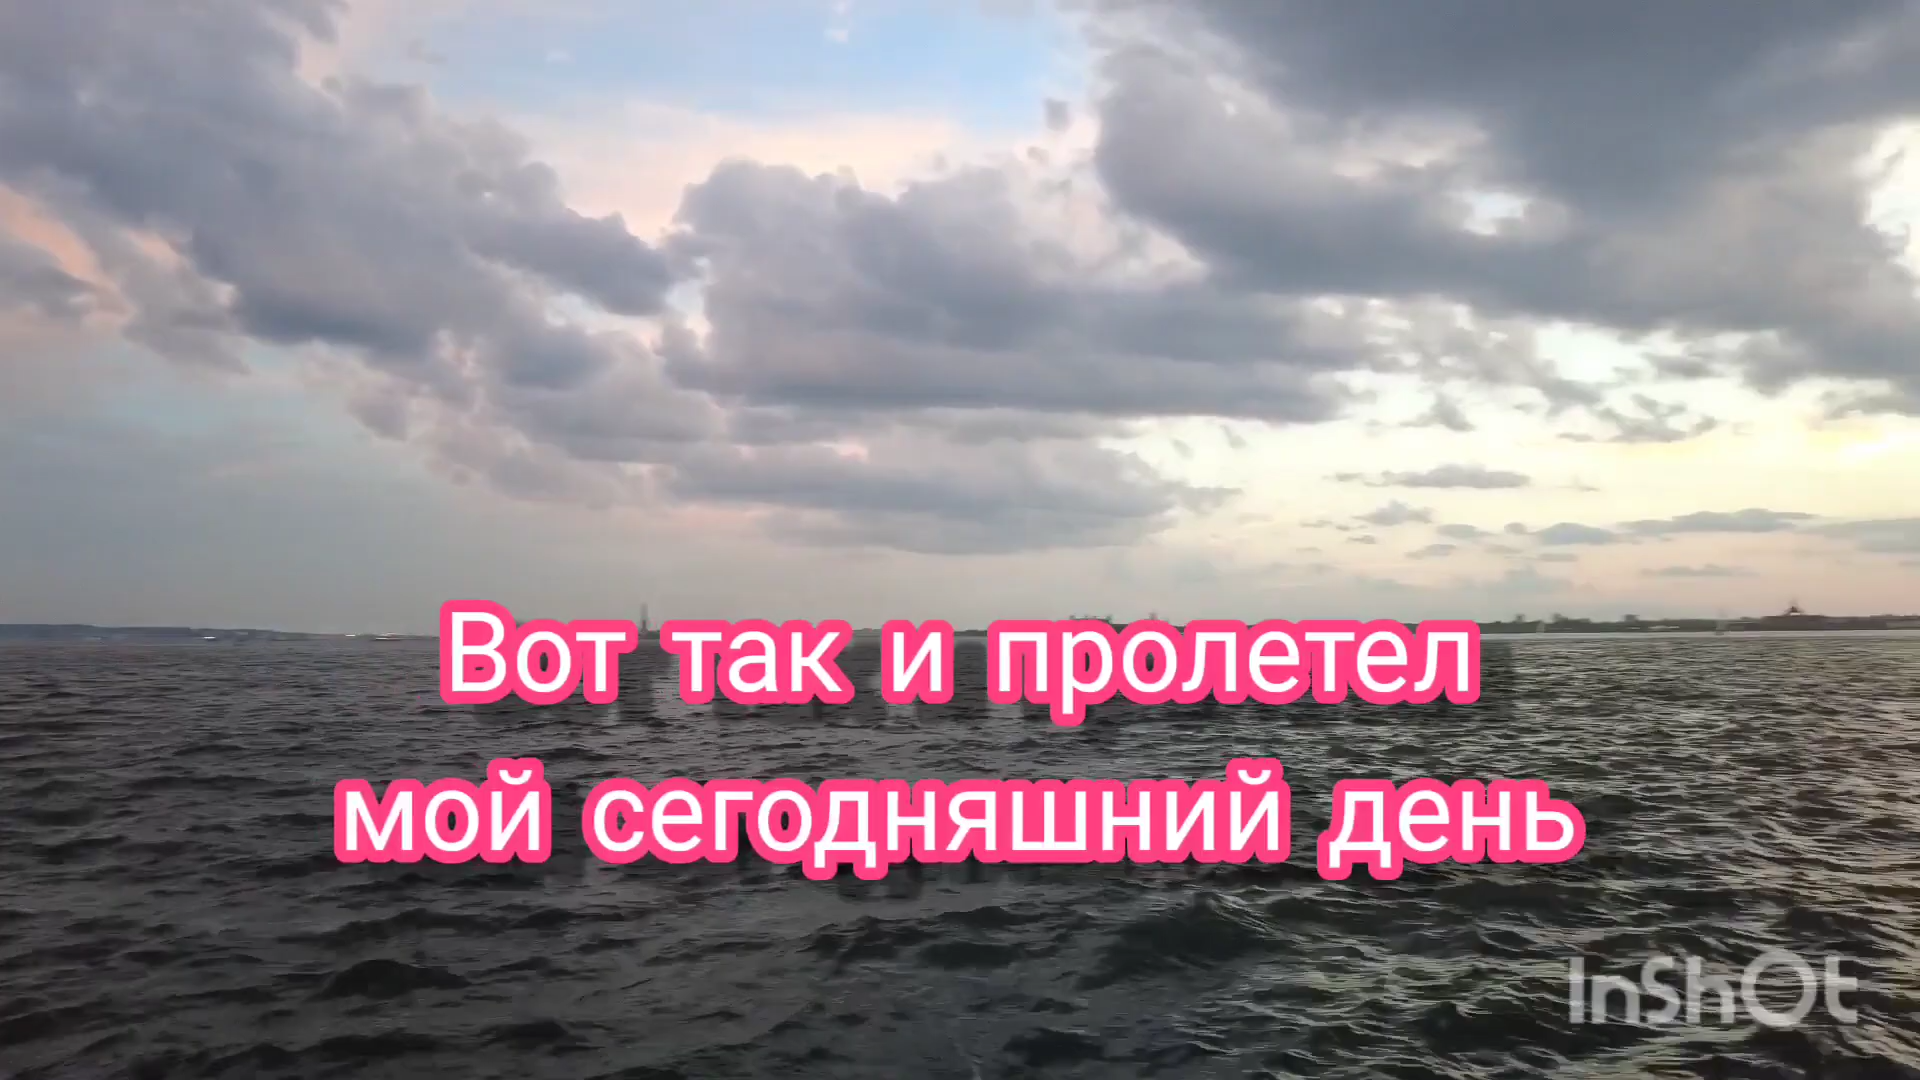 Вот так и пролетел
мой сегодняшний день
InShOt